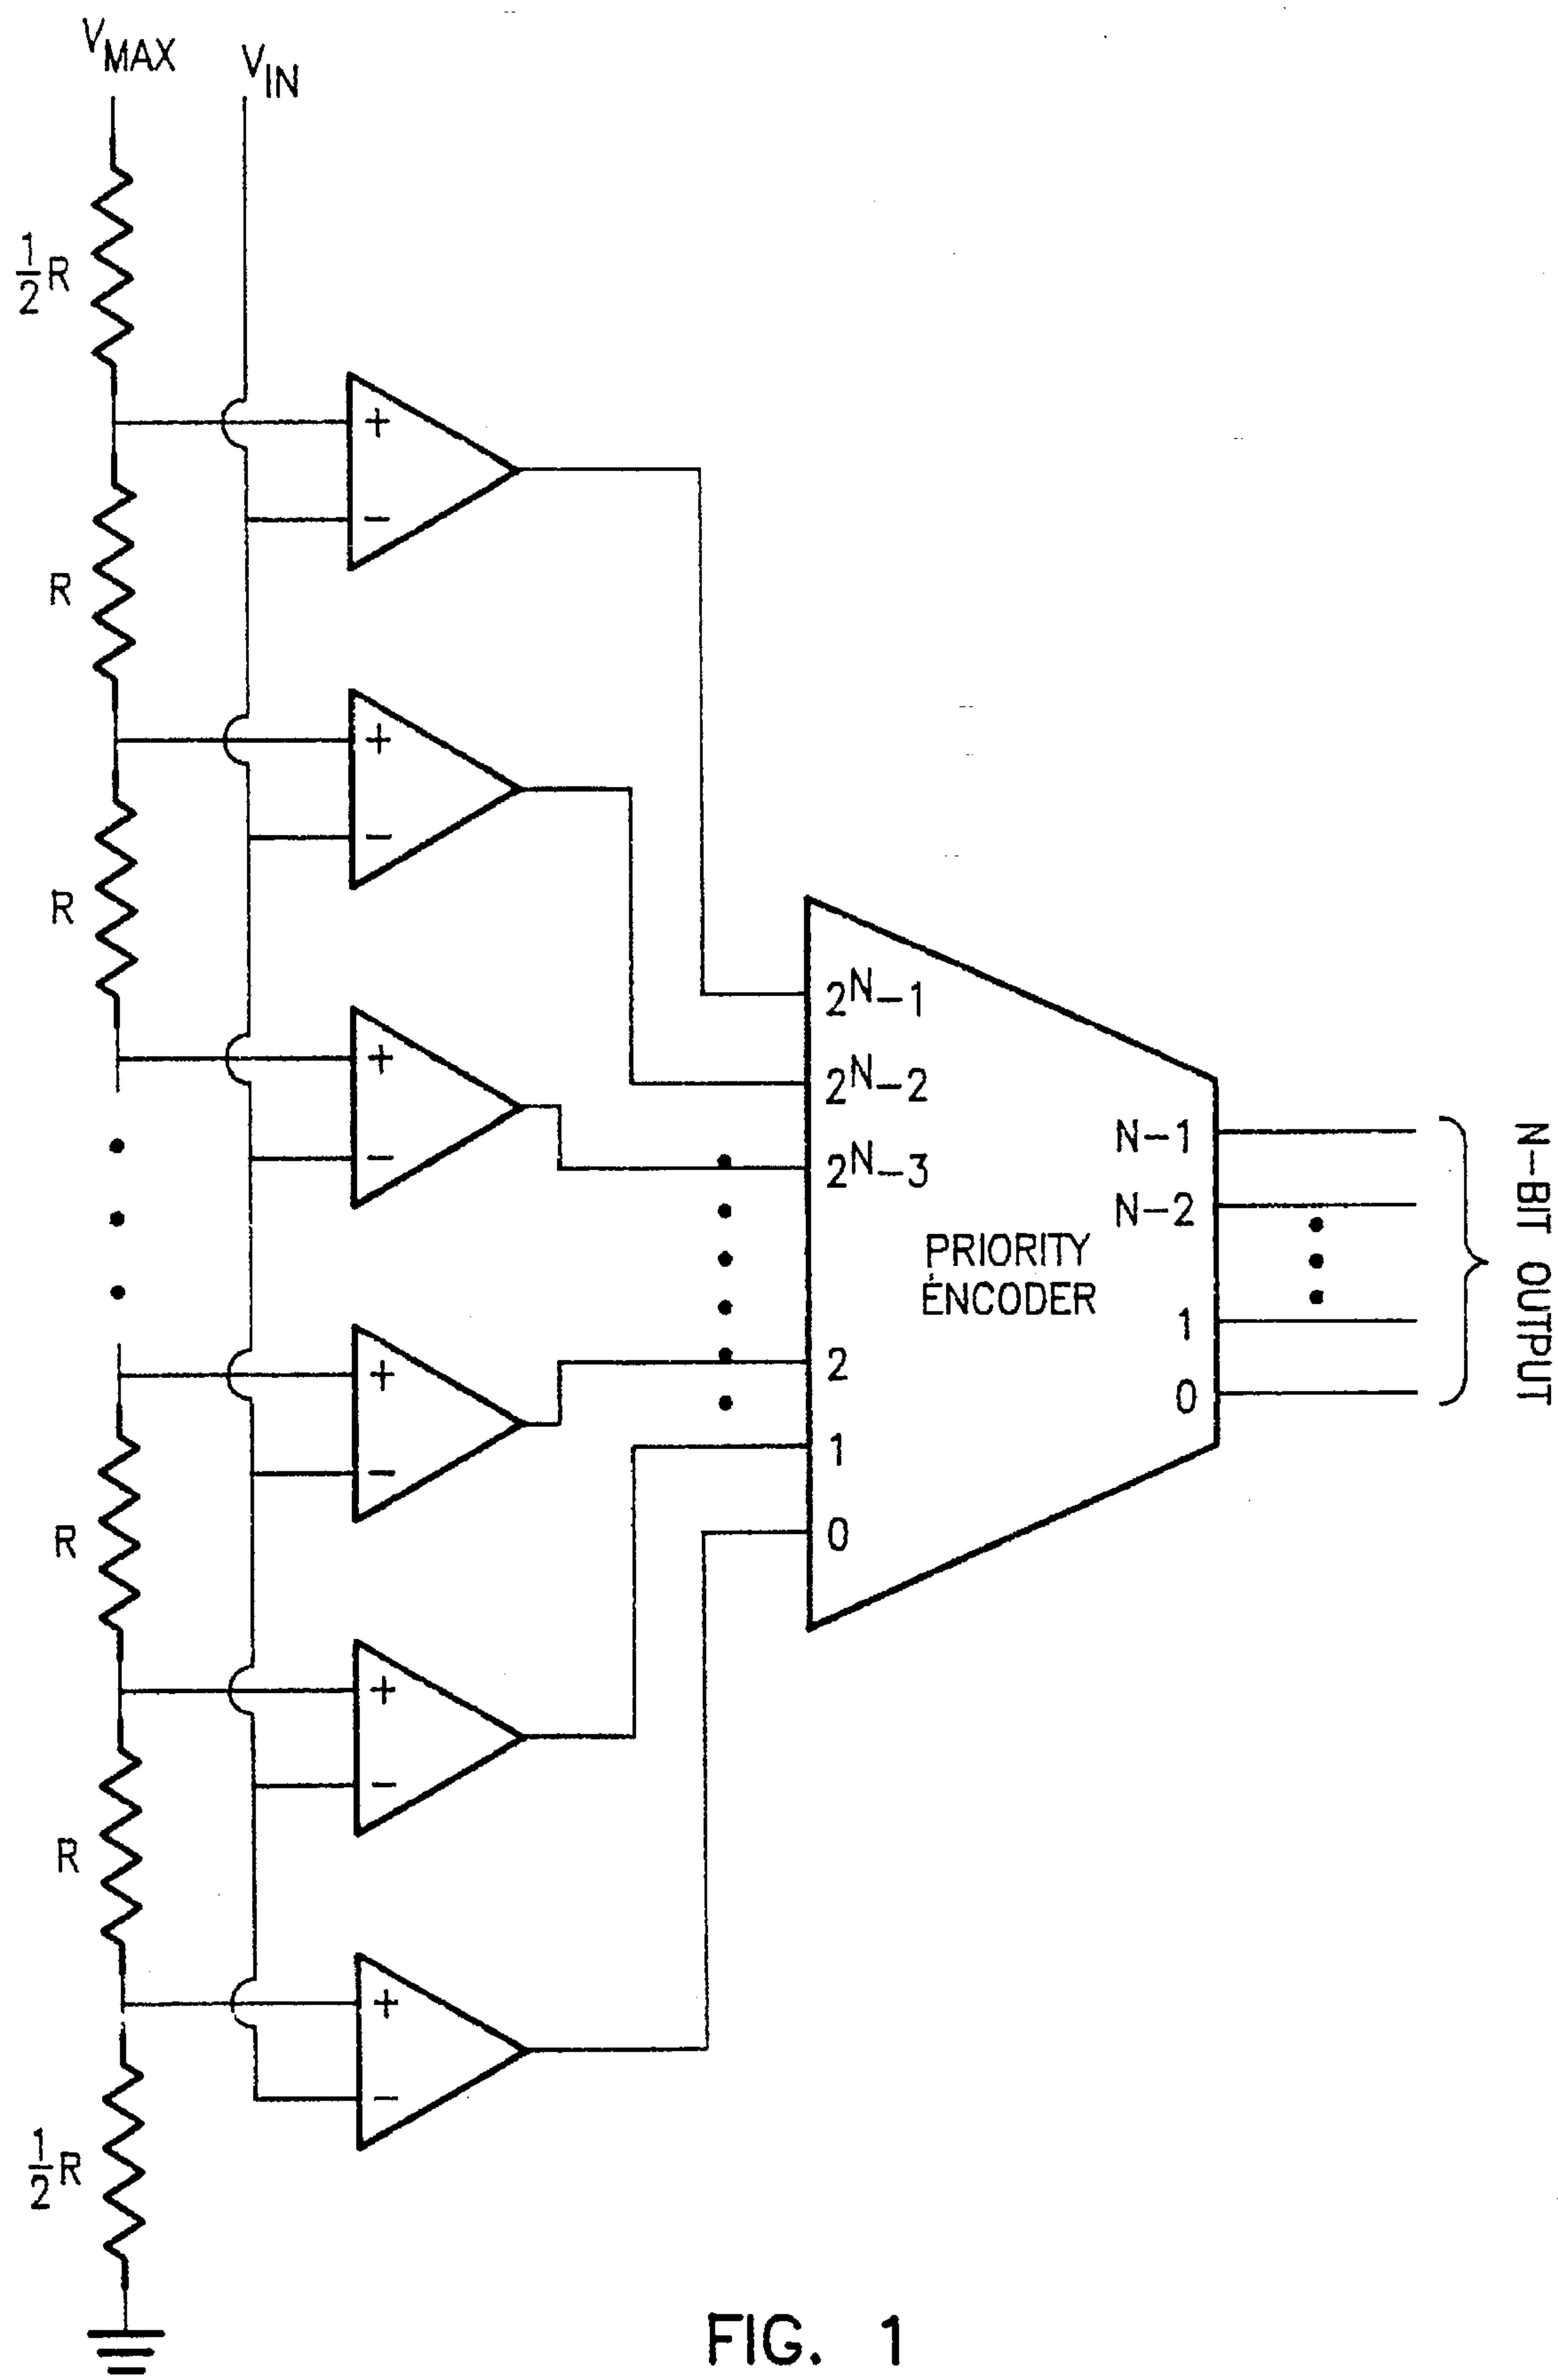 V_MAX
V_IN
½R
+
−
R
+
−
R
+
−
2^N−1
2^N−2
2^N−3
2
1
0
PRIORITY
ENCODER
N−1
N−2
1
0
N−BIT OUTPUT
+
−
R
+
−
R
+
−
½R
FIG. 1